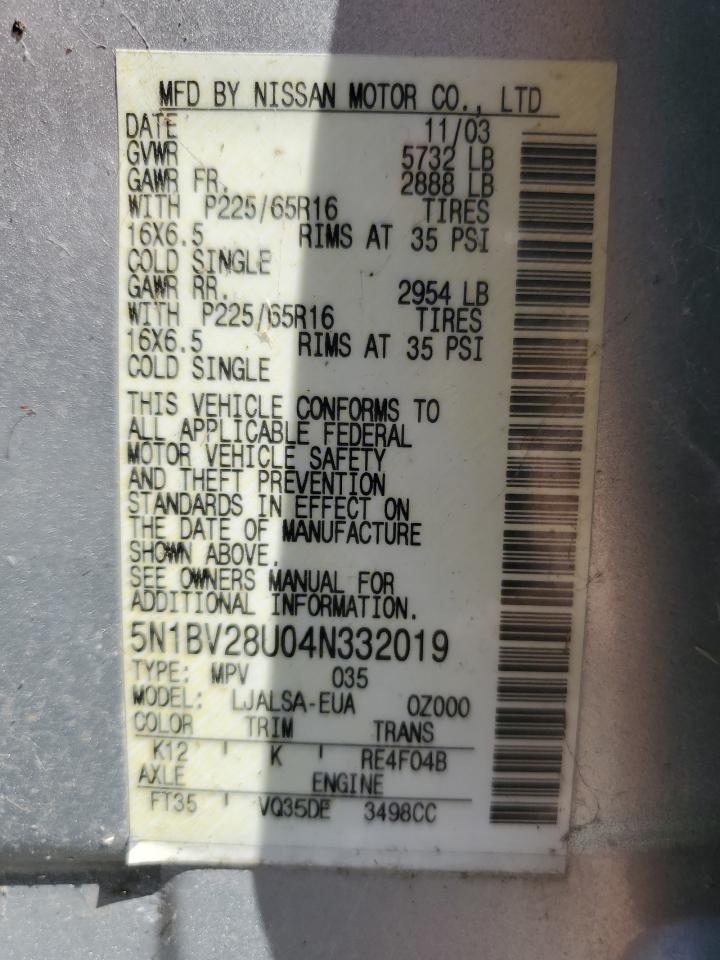 MFD BY NISSAN MOTOR CO., LTD
DATE 11/03
GVWR 5732 LB
GAWR FR. 2888 LB
WITH P225/65R16 TIRES
16X6.5 RIMS AT 35 PSI
COLD SINGLE
GAWR RR. 2954 LB
WITH P225/65R16 TIRES
16X6.5 RIMS AT 35 PSI
COLD SINGLE
THIS VEHICLE CONFORMS TO
ALL APPLICABLE FEDERAL
MOTOR VEHICLE SAFETY
AND THEFT PREVENTION
STANDARDS IN EFFECT ON
THE DATE OF MANUFACTURE
SHOWN ABOVE.
SEE OWNERS MANUAL FOR
ADDITIONAL INFORMATION.
5N1BV28U04N332019
TYPE: MPV 035
MODEL: LJALSA-EUA 0Z000
COLOR TRIM TRANS
K12 K RE4F04B
AXLE ENGINE
FT35 VQ35DE 3498CC